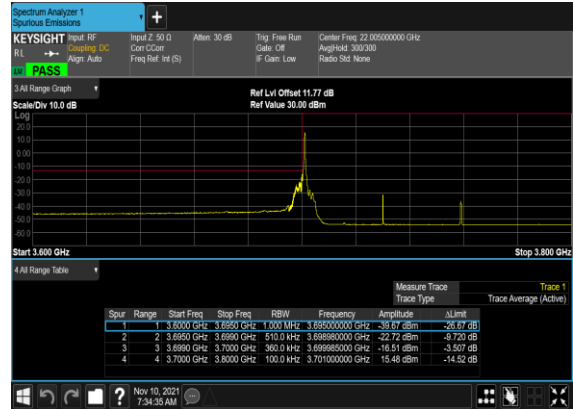 Spectrum Analyzer 1
Spurious Emissions
KEYSIGHT
Input: RF
Input Z: 50 Ω
Atten: 30 dB
Trig: Free Run
Center Freq: 22.005000000 GHz
RL
Coupling: DC
Corr CCorr
Gate: Off
Avg|Hold: 300/300
Align: Auto
Freq Ref: Int (S)
IF Gain: Low
Radio Std: None
PASS
3 All Range Graph
Ref Lvl Offset 11.77 dB
Scale/Div 10.0 dB
Ref Value 30.00 dBm
Log
20.0
10.0
0.0
-10.0
-20.0
-30.0
-40.0
-50.0
-60.0
Start 3.600 GHz
Stop 3.800 GHz
4 All Range Table
Measure Trace
Trace 1
Trace Type
Trace Average (Active)
Spur Range Start Freq Stop Freq RBW Frequency Amplitude ΔLimit
1 1 3.6000 GHz 3.6950 GHz 1.000 MHz 3.695000000 GHz -39.67 dBm -26.67 dB
2 2 3.6950 GHz 3.6990 GHz 510.0 kHz 3.698980000 GHz -22.72 dBm -9.720 dB
3 3 3.6990 GHz 3.7000 GHz 360.0 kHz 3.699985000 GHz -16.51 dBm -3.507 dB
4 4 3.7000 GHz 3.8000 GHz 100.0 kHz 3.701000000 GHz 15.48 dBm -14.52 dB
Nov 10, 2021
7:34:35 AM